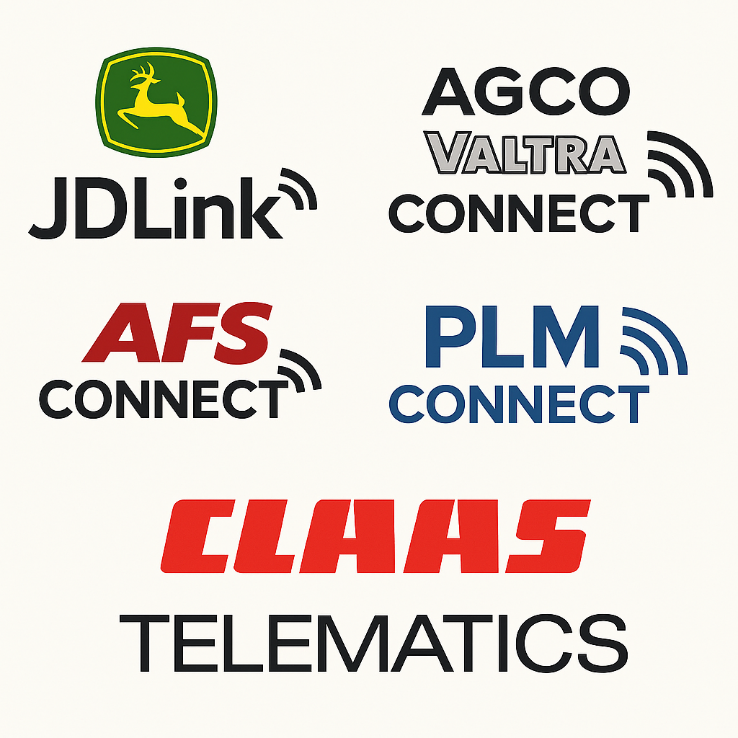 JDLink
AGCO
VALTRA
CONNECT
AFS
CONNECT
PLM
CONNECT
CLAAS
TELEMATICS